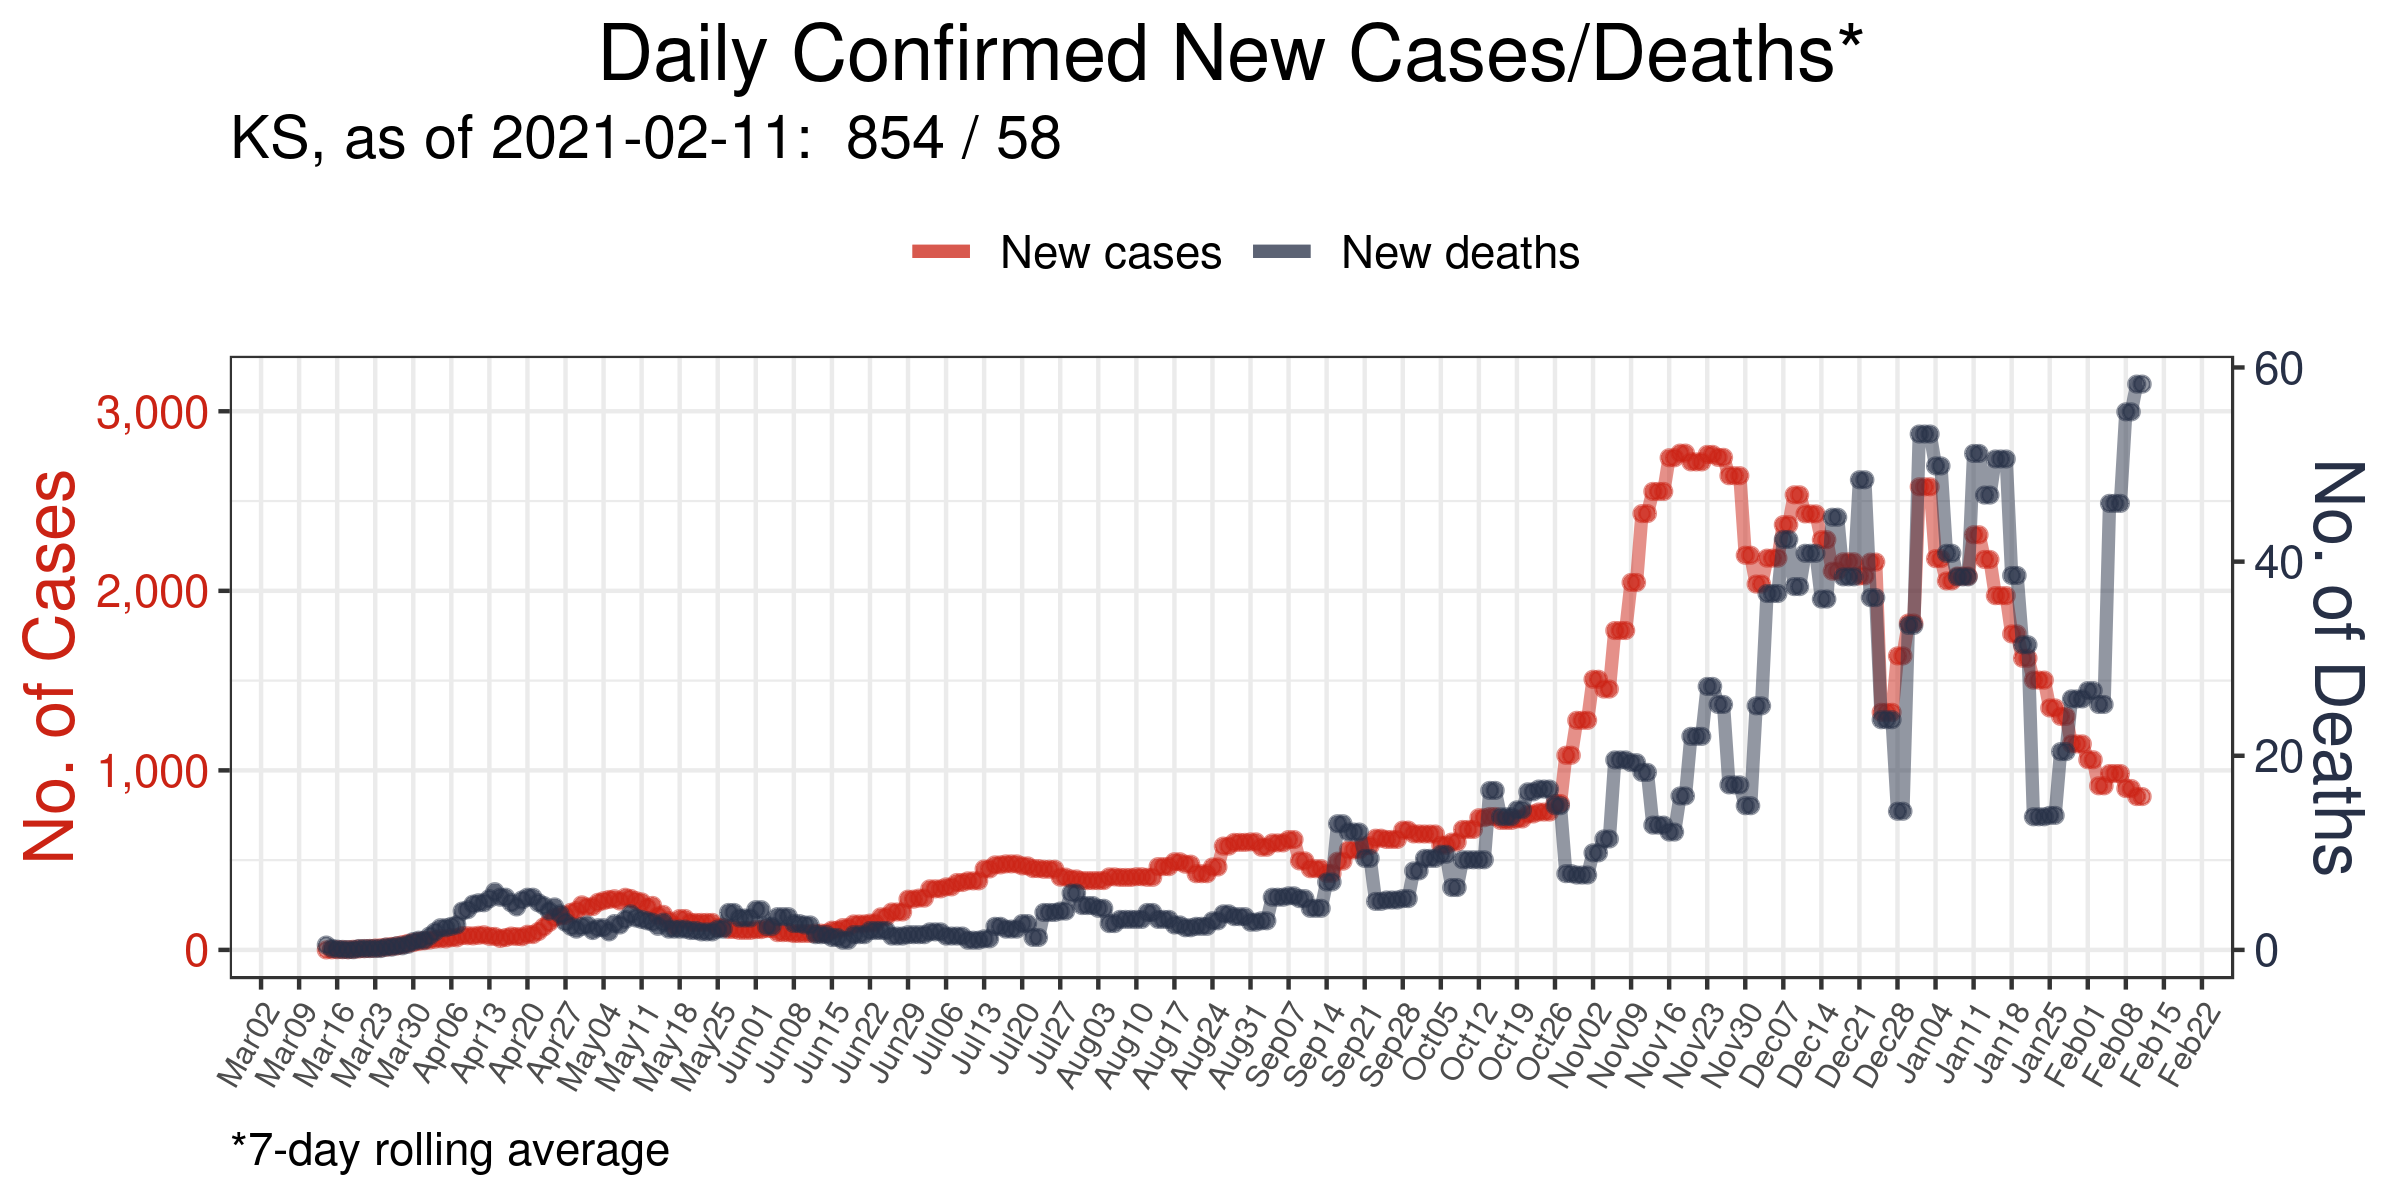 Daily Confirmed New Cases/Deaths*
KS, as of 2021-02-11:  854 / 58
New cases New deaths
No. of Cases
3,000
2,000
1,000
0
60
40
20
0
No. of Deaths
Mar02 Mar09 Mar16 Mar23 Mar30 Apr06 Apr13 Apr20 Apr27 May04 May11 May18 May25 Jun01 Jun08 Jun15 Jun22 Jun29 Jul06 Jul13 Jul20 Jul27 Aug03 Aug10 Aug17 Aug24 Aug31 Sep07 Sep14 Sep21 Sep28 Oct05 Oct12 Oct19 Oct26 Nov02 Nov09 Nov16 Nov23 Nov30 Dec07 Dec14 Dec21 Dec28 Jan04 Jan11 Jan18 Jan25 Feb01 Feb08 Feb15 Feb22
*7-day rolling average